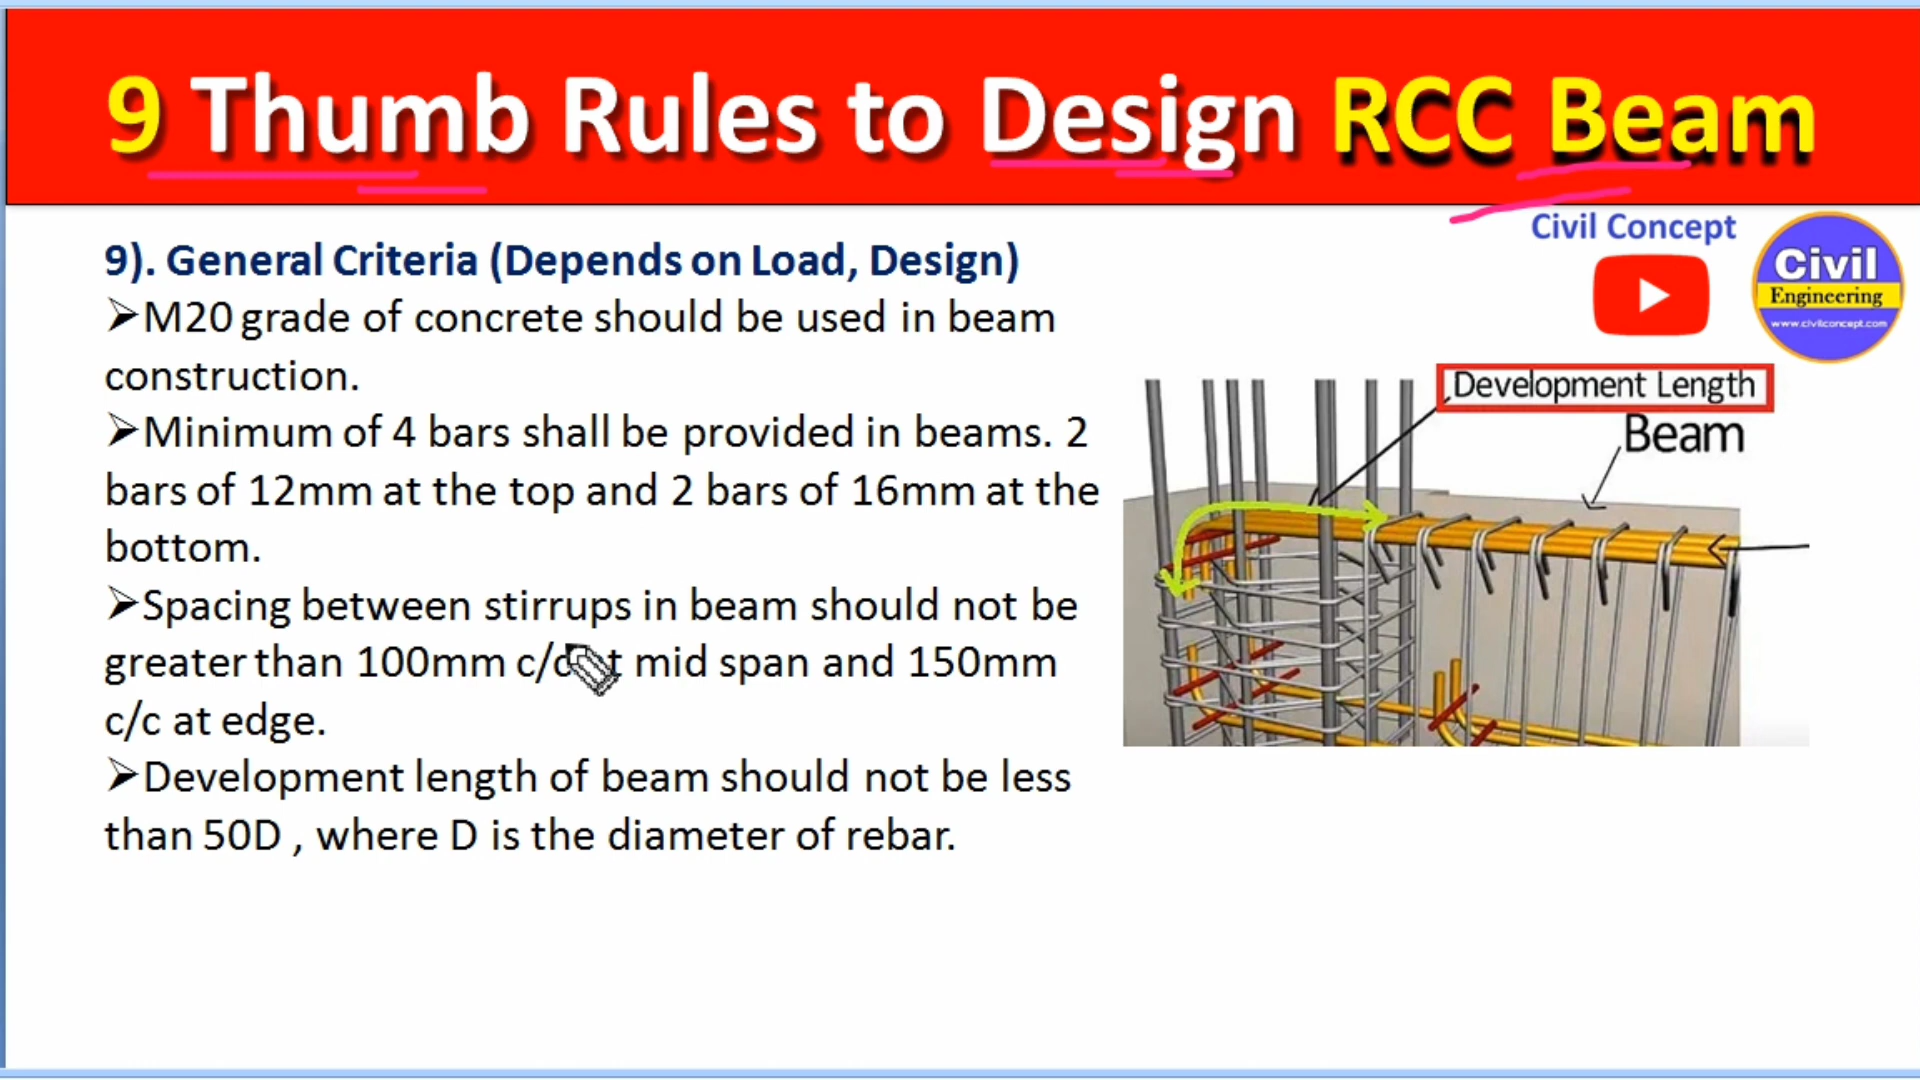 9 Thumb Rules to Design RCC Beam
Civil Concept
Civil
Engineering
www.civilconcept.com
9). General Criteria (Depends on Load, Design)
➢M20 grade of concrete should be used in beam
construction.
➢Minimum of 4 bars shall be provided in beams. 2
bars of 12mm at the top and 2 bars of 16mm at the
bottom.
➢Spacing between stirrups in beam should not be
greater than 100mm c/c mid span and 150mm
c/c at edge.
➢Development length of beam should not be less
than 50D , where D is the diameter of rebar.
Development Length
Beam